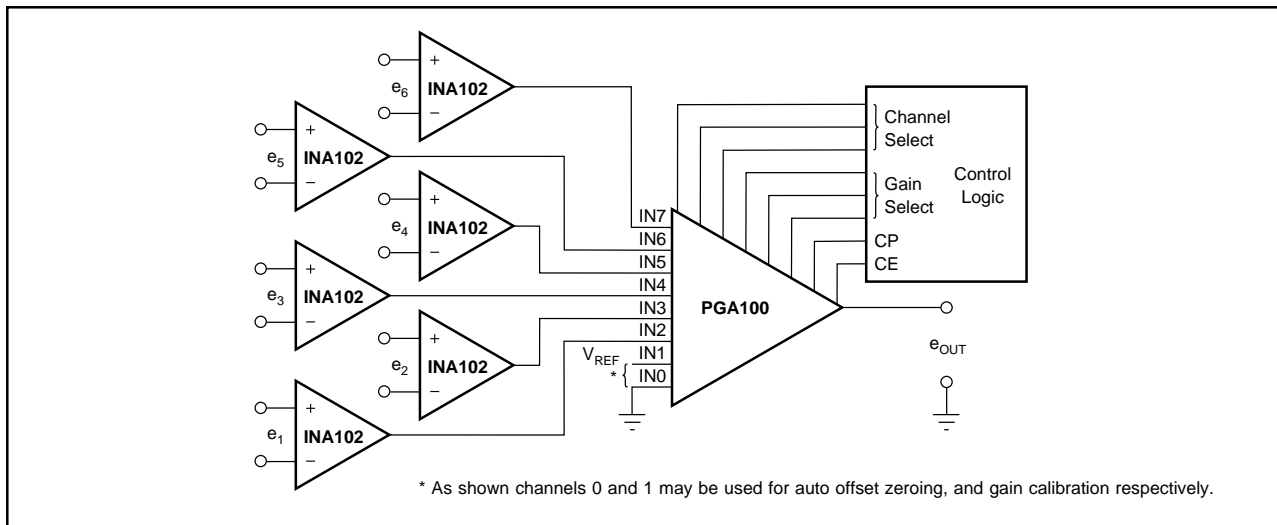 +
e6
−
INA102
+
e5
−
INA102
+
e4
−
INA102
+
e3
−
INA102
+
e2
−
INA102
+
e1
−
INA102
IN7
IN6
IN5
IN4
IN3
IN2
VREF IN1
* { IN0
PGA100
Channel
Select
Gain
Select
CP
CE
Control
Logic
eOUT
* As shown channels 0 and 1 may be used for auto offset zeroing, and gain calibration respectively.